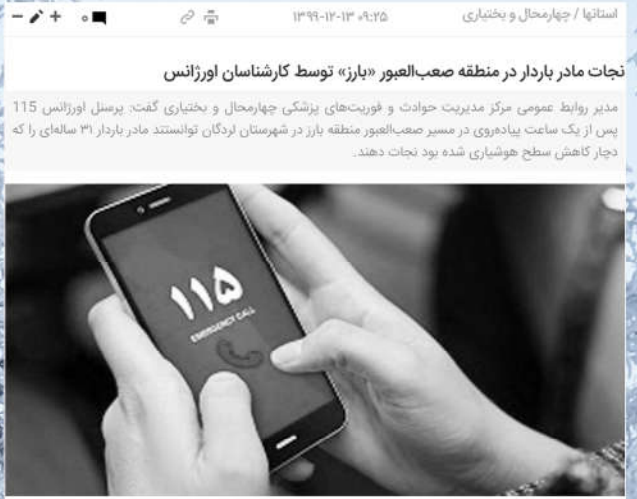 استانها / چهارمحال و بختیاری
۱۳۹۹-۱۲-۱۳ ۰۹:۲۵
۰
نجات مادر باردار در منطقه صعب‌العبور «بارز» توسط کارشناسان اورژانس
مدیر روابط عمومی مرکز مدیریت حوادث و فوریت‌های پزشکی چهارمحال و بختیاری گفت: پرسنل اورژانس 115
پس از یک ساعت پیاده‌روی در مسیر صعب‌العبور منطقه بارز در شهرستان لردگان توانستند مادر باردار ۳۱ ساله‌ای را که
دچار کاهش سطح هوشیاری شده بود نجات دهند.
۱۱۵
EMERGENCY CALL